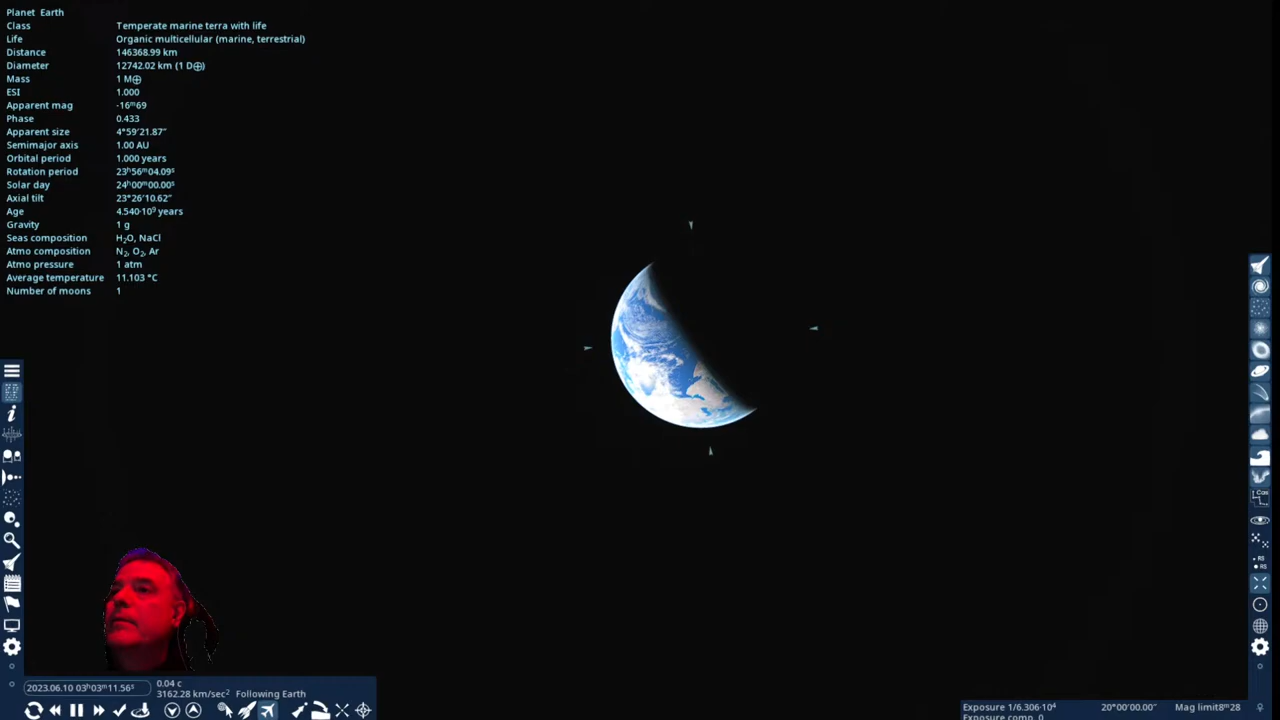 Planet Earth
Class Temperate marine terra with life
Life Organic multicellular (marine, terrestrial)
Distance 146368.99 km
Diameter 12742.02 km (1 D⊕)
Mass 1 M⊕
ESI 1.000
Apparent mag -16ᵐ69
Phase 0.433
Apparent size 4°59′21.87″
Semimajor axis 1.00 AU
Orbital period 1.000 years
Rotation period 23ʰ56ᵐ04.09ˢ
Solar day 24ʰ00ᵐ00.00ˢ
Axial tilt 23°26′10.62″
Age 4.540·10⁹ years
Gravity 1 g
Seas composition H₂O, NaCl
Atmo composition N₂, O₂, Ar
Atmo pressure 1 atm
Average temperature 11.103 °C
Number of moons 1
Cas
RS
RS
2023.06.10 03ʰ03ᵐ11.56ˢ
0.04 c
3162.28 km/sec² Following Earth
Exposure 1/6.306·10⁴ 20°00′00.00″ Mag limit 8ᵐ28
Exposure comp. 0